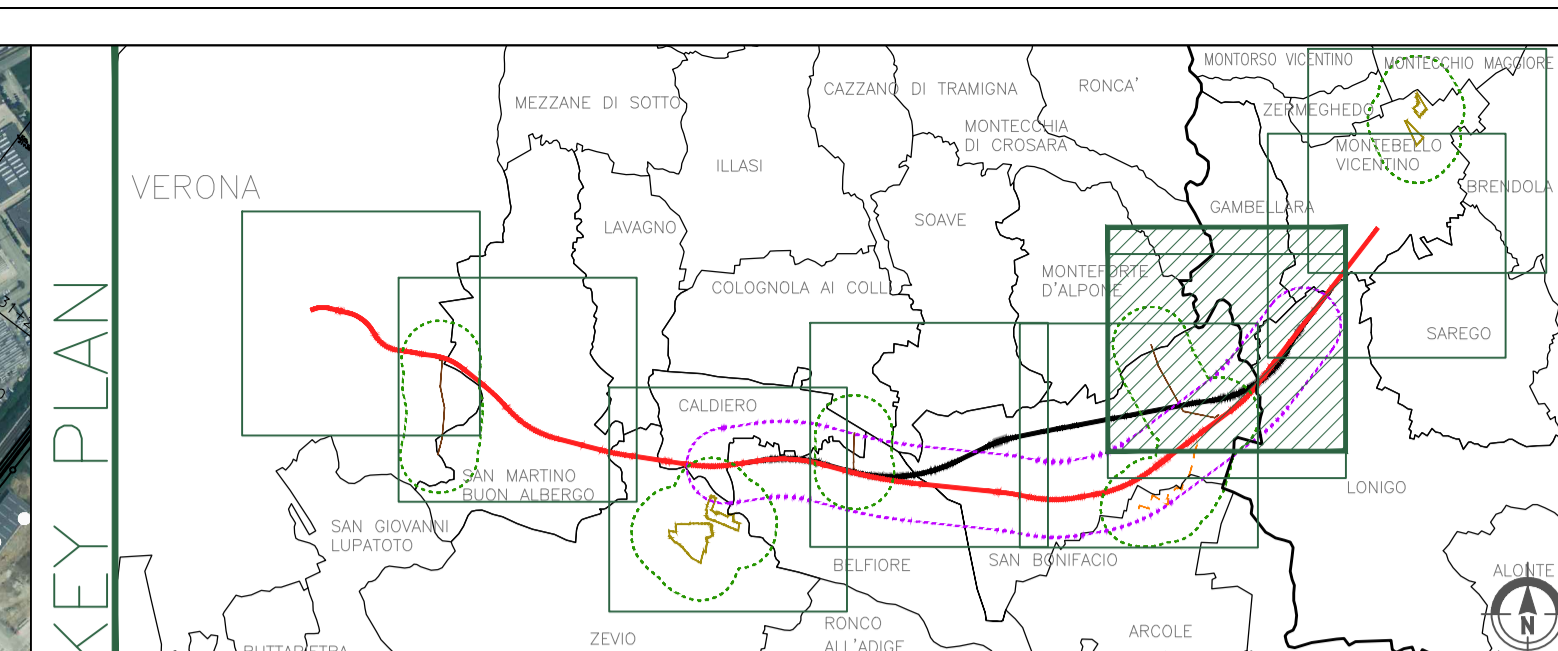 KEY PLAN
MONTORSO VICENTINO
MONTECCHIO MAGGIORE
MEZZANE DI SOTTO
CAZZANO DI TRAMIGNA
RONCA'
ZERMEGHEDO
MONTECCHIA
DI CROSARA
MONTEBELLO
VICENTINO
ILLASI
VERONA
BRENDOLA
GAMBELLARA
SOAVE
LAVAGNO
MONTEFORTE
D'ALPONE
COLOGNOLA AI COLLI
SAREGO
CALDIERO
SAN MARTINO
BUON ALBERGO
LONIGO
SAN GIOVANNI
LUPATOTO
SAN BONIFACIO
BELFIORE
ALONTE
RONCO
ALL'ADIGE
ARCOLE
ZEVIO
BUTTAPIETRA
N